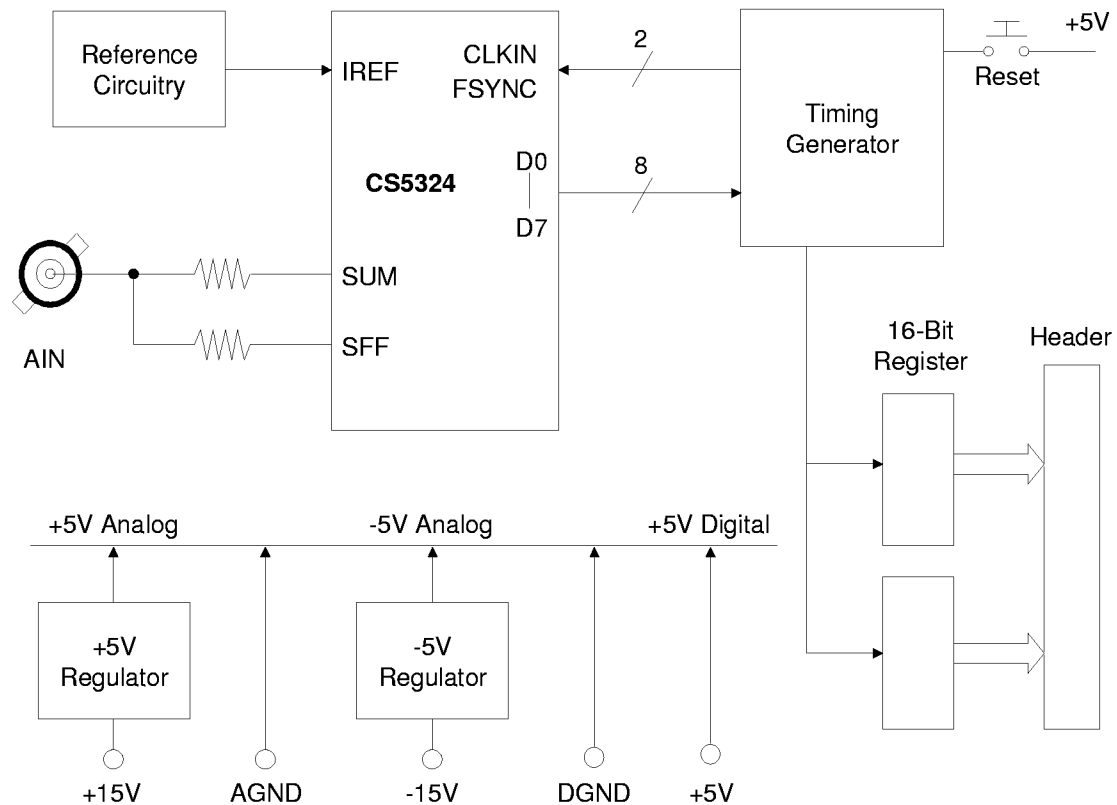 Reference
Circuitry
IREF
CLKIN
FSYNC
2
Timing
Generator
+5V
Reset
CS5324
D0
D7
8
AIN
SUM
SFF
16-Bit
Register
Header
+5V Analog
-5V Analog
+5V Digital
+5V
Regulator
-5V
Regulator
+15V
AGND
-15V
DGND
+5V